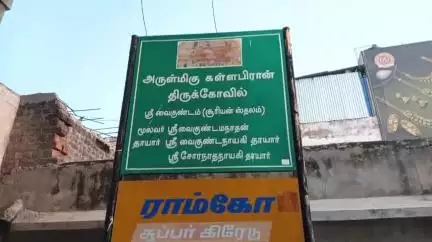 அருள்மிகு கள்ளபிரான்
திருக்கோவில்
ஸ்ரீவைகுண்டம் (சூரியன் ஸ்தலம்)
மூலவர் ஸ்ரீவைகுண்டநாதன்
தாயார் ஸ்ரீ வைகுண்டநாயகி தாயார்
ஸ்ரீ சோரநாதநாயகி தாயார்
ராம்கோ
சூப்பர் கிரேடு